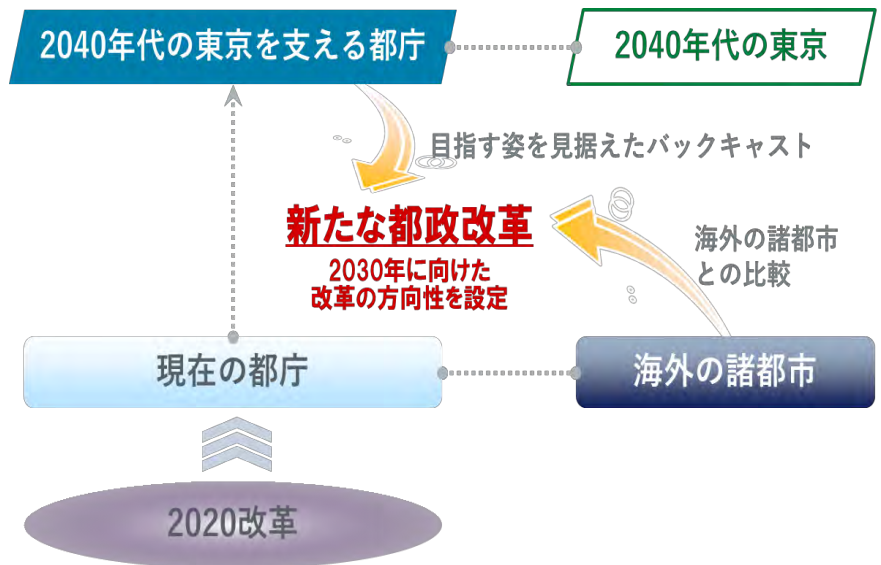 2040年代の東京を支える都庁
2040年代の東京
目指す姿を見据えたバックキャスト
新たな都政改革
2030年に向けた
改革の方向性を設定
海外の諸都市
との比較
現在の都庁
海外の諸都市
2020改革